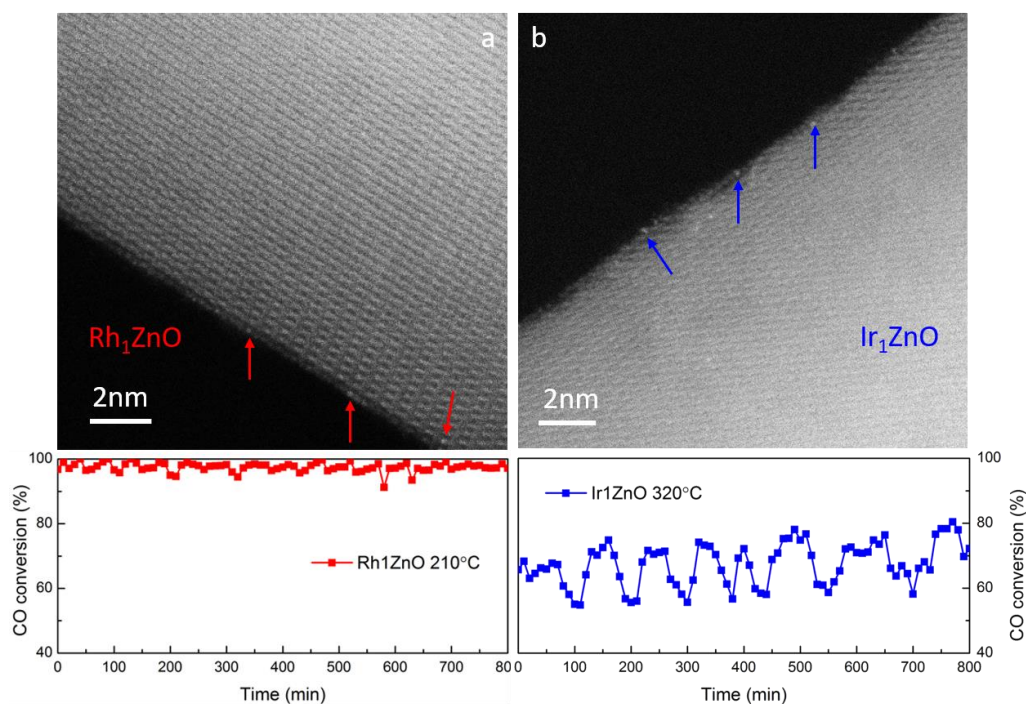 a
Rh₁ZnO
2nm
b
Ir₁ZnO
2nm
100
80
60
40
CO conversion (%)
Rh1ZnO 210°C
0 100 200 300 400 500 600 700 800
Time (min)
Ir1ZnO 320°C
100
80
60
40
CO conversion (%)
0 100 200 300 400 500 600 700 800
Time (min)